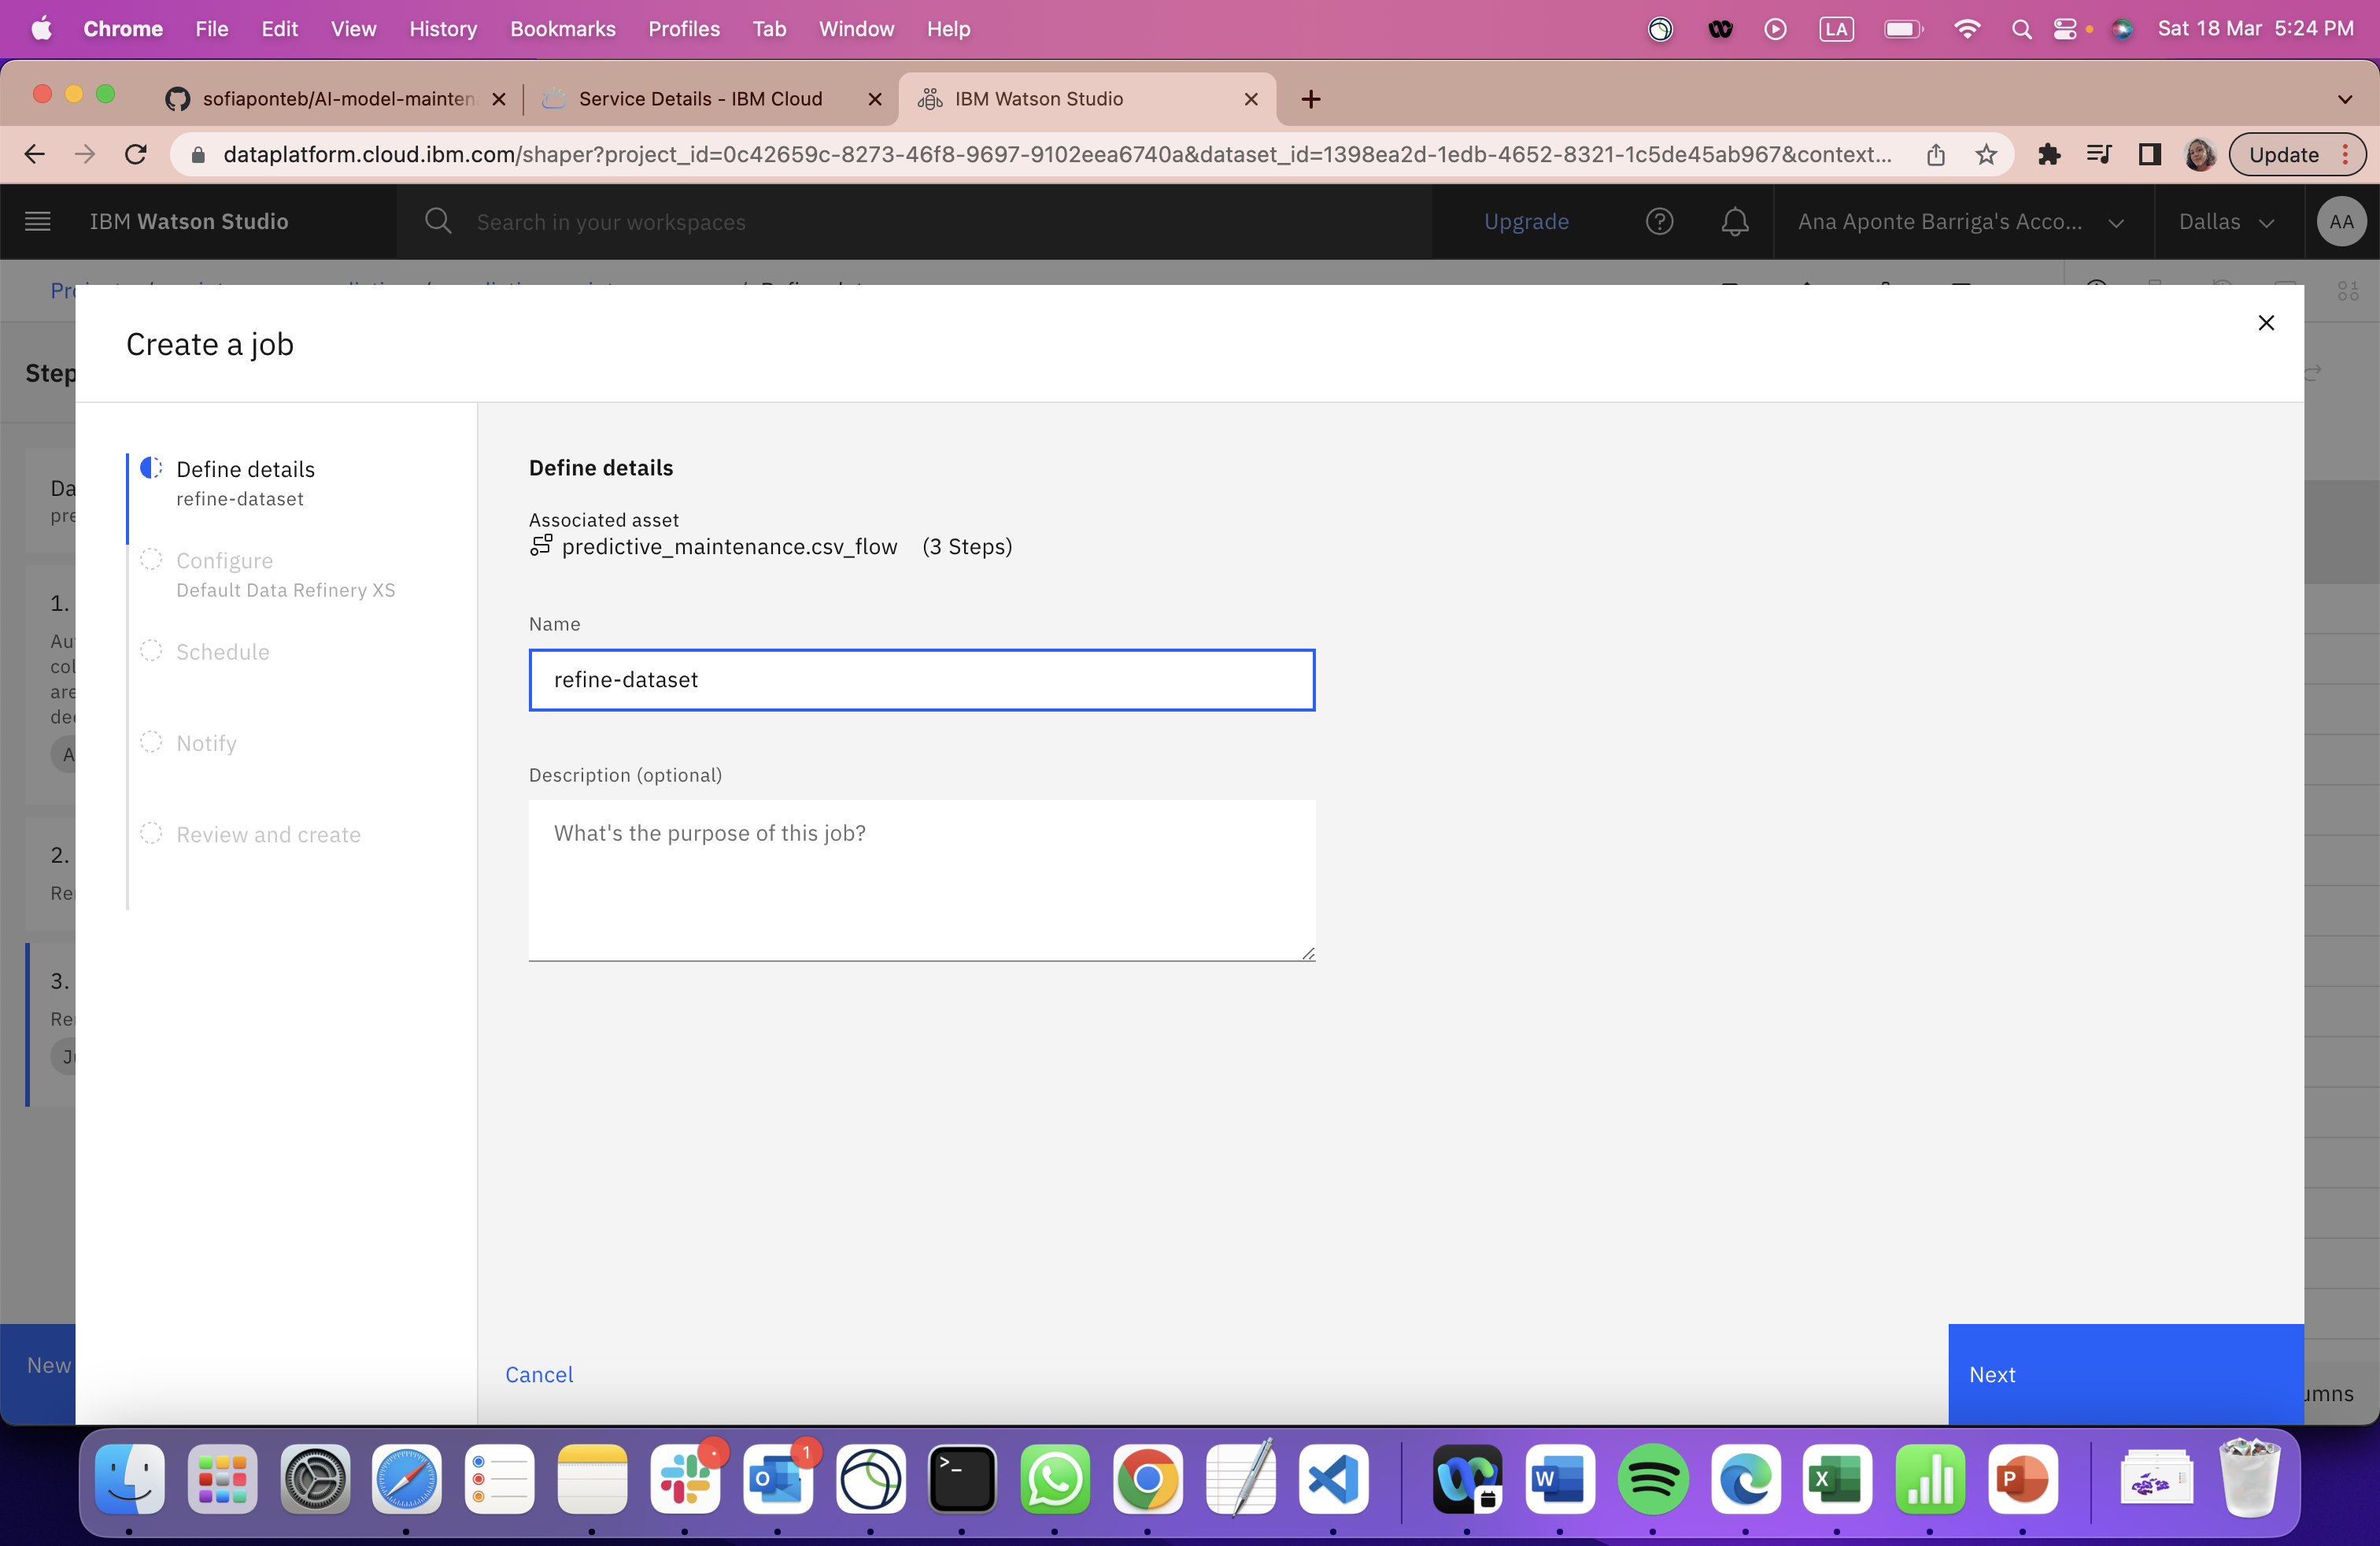 Chrome File Edit View History Bookmarks Profiles Tab Window Help LA Sat 18 Mar 5:24 PM
sofiaponteb/AI-model-mainten Service Details - IBM Cloud IBM Watson Studio
dataplatform.cloud.ibm.com/shaper?project_id=0c42659c-8273-46f8-9697-9102eea6740a&dataset_id=1398ea2d-1edb-4652-8321-1c5de45ab967&context... Update
IBM Watson Studio Search in your workspaces Upgrade Ana Aponte Barriga's Acco... Dallas AA
Create a job
Step
Define details
refine-dataset
Configure
Default Data Refinery XS
Schedule
Notify
Review and create
Define details
Associated asset
predictive_maintenance.csv_flow (3 Steps)
Name
refine-dataset
Description (optional)
What's the purpose of this job?
Da
pre
1.
Au
col
are
de
A
2.
Re
3.
Re
New
Cancel
Next
umns
1